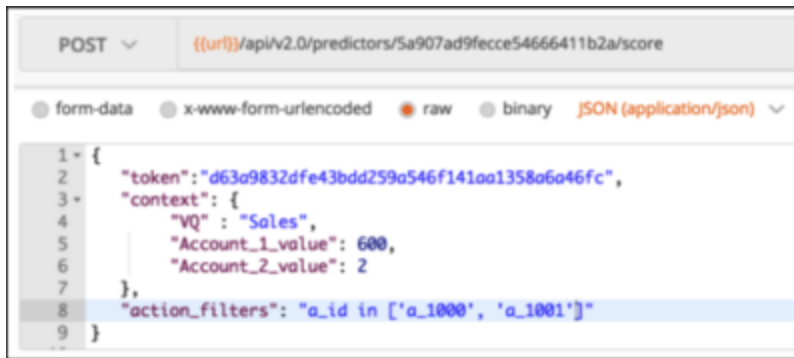 POST {{url}}/api/v2.0/predictors/5a907ad9fecce54666411b2a/score
form-data x-www-form-urlencoded raw binary JSON (application/json)
1 {
2 "token":"d63a9832dfe43bdd259a546f141aa1358a6a46fc",
3 "context": {
4 "VQ" : "Sales",
5 "Account_1_value": 600,
6 "Account_2_value": 2
7 },
8 "action_filters": "a_id in ['a_1000', 'a_1001']"
9 }